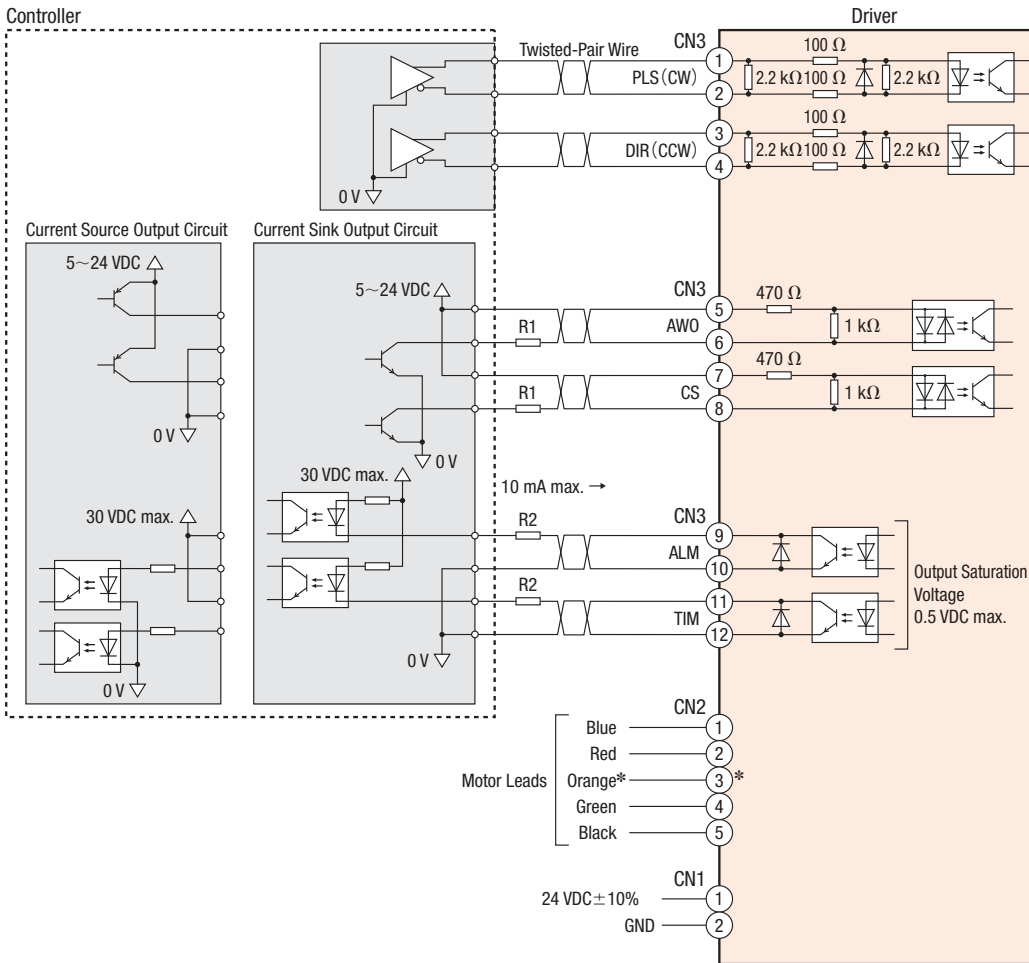 Controller
Driver
Twisted-Pair Wire
CN3
100 Ω
1
PLS (CW)
2.2 kΩ
100 Ω
2.2 kΩ
2
100 Ω
3
DIR (CCW)
2.2 kΩ
100 Ω
2.2 kΩ
4
0 V
Current Source Output Circuit
Current Sink Output Circuit
5~24 VDC
5~24 VDC
CN3
470 Ω
5
AWO
R1
1 kΩ
6
470 Ω
7
CS
R1
1 kΩ
8
0 V
0 V
30 VDC max.
10 mA max. →
30 VDC max.
CN3
R2
9
ALM
10
R2
11
TIM
12
Output Saturation
Voltage
0.5 VDC max.
0 V
0 V
CN2
Motor Leads
Blue
1
Red
2
Orange*
3
*
Green
4
Black
5
CN1
24 VDC±10%
1
GND
2